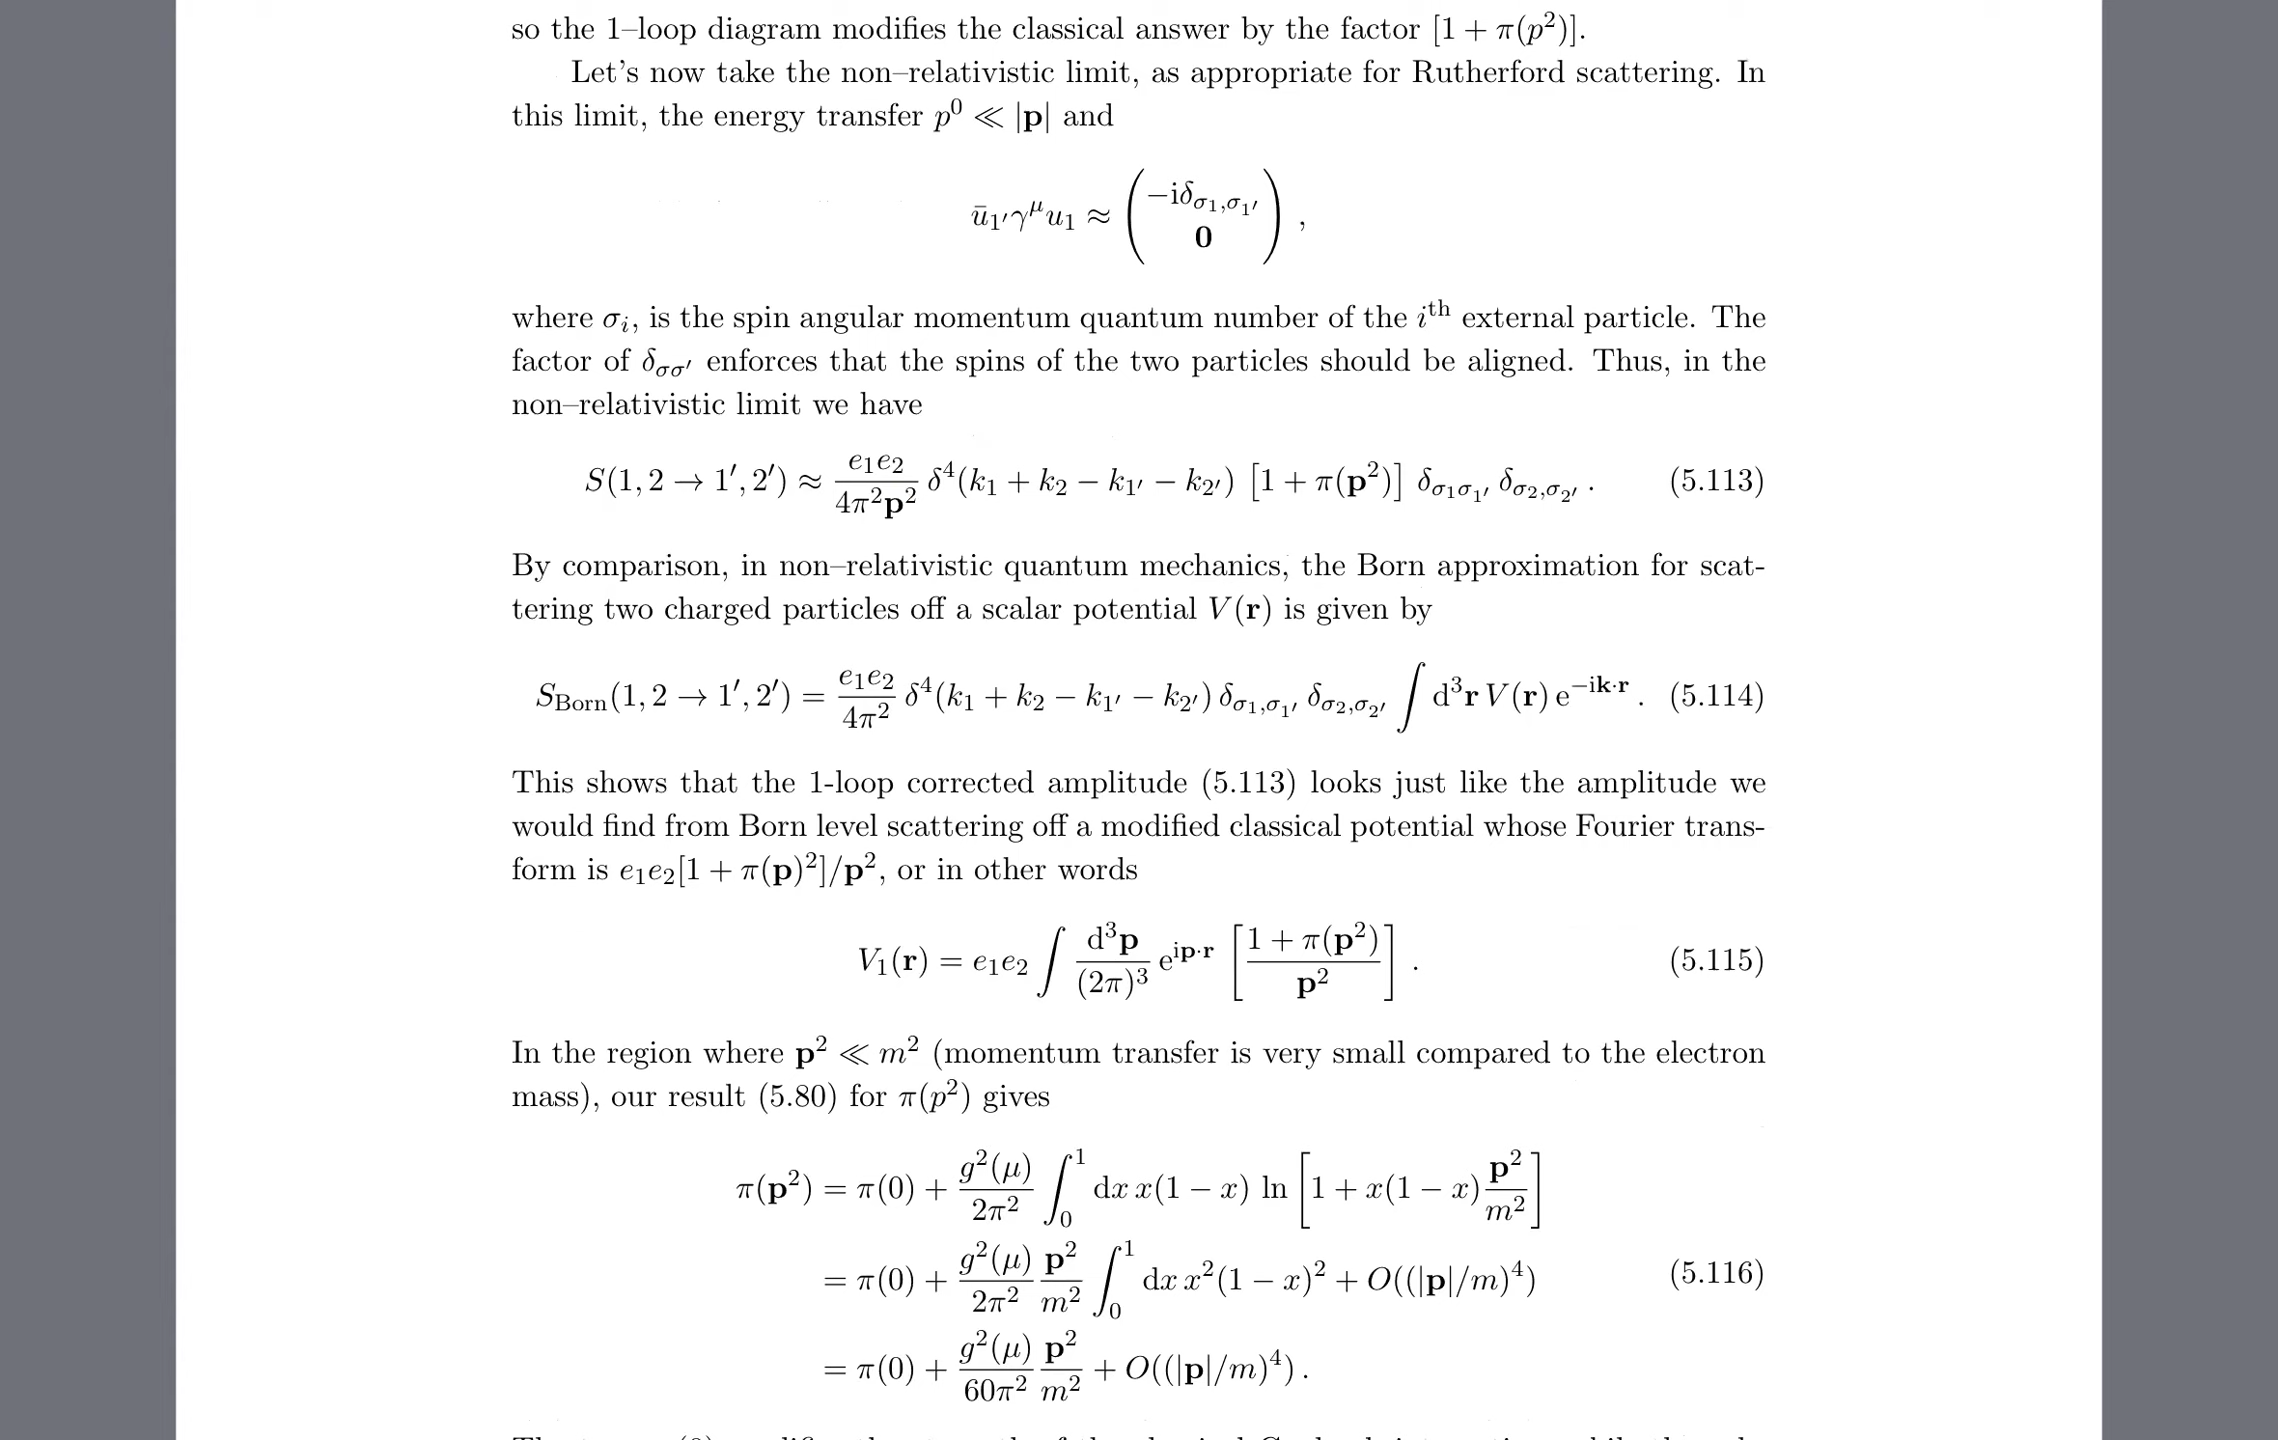 so the 1–loop diagram modifies the classical answer by the factor [1 + π(p²)].
Let's now take the non–relativistic limit, as appropriate for Rutherford scattering. In
this limit, the energy transfer p⁰ ≪ |𝐩| and
ū₁′γ^μ u₁ ≈ ( −iδ_{σ₁,σ₁′} ; 𝟎 ) ,
where σᵢ, is the spin angular momentum quantum number of the i^th external particle. The
factor of δ_{σσ′} enforces that the spins of the two particles should be aligned. Thus, in the
non–relativistic limit we have
S(1, 2 → 1′, 2′) ≈ e₁e₂/(4π²𝐩²) δ⁴(k₁ + k₂ − k₁′ − k₂′) [1 + π(𝐩²)] δ_{σ₁σ₁′} δ_{σ₂,σ₂′} . (5.113)
By comparison, in non–relativistic quantum mechanics, the Born approximation for scat-
tering two charged particles off a scalar potential V(𝐫) is given by
S_Born(1, 2 → 1′, 2′) = e₁e₂/(4π²) δ⁴(k₁ + k₂ − k₁′ − k₂′) δ_{σ₁,σ₁′} δ_{σ₂,σ₂′} ∫ d³𝐫 V(𝐫) e^{−i𝐤·𝐫} . (5.114)
This shows that the 1-loop corrected amplitude (5.113) looks just like the amplitude we
would find from Born level scattering off a modified classical potential whose Fourier trans-
form is e₁e₂[1 + π(𝐩)²]/𝐩², or in other words
V₁(𝐫) = e₁e₂ ∫ d³𝐩/(2π)³ e^{i𝐩·𝐫} [ (1 + π(𝐩²))/𝐩² ] . (5.115)
In the region where 𝐩² ≪ m² (momentum transfer is very small compared to the electron
mass), our result (5.80) for π(p²) gives
π(𝐩²) = π(0) + g²(μ)/(2π²) ∫₀¹ dx x(1 − x) ln [1 + x(1 − x) 𝐩²/m²]
= π(0) + g²(μ)/(2π²) 𝐩²/m² ∫₀¹ dx x²(1 − x)² + O((|𝐩|/m)⁴) (5.116)
= π(0) + g²(μ)/(60π²) 𝐩²/m² + O((|𝐩|/m)⁴) .